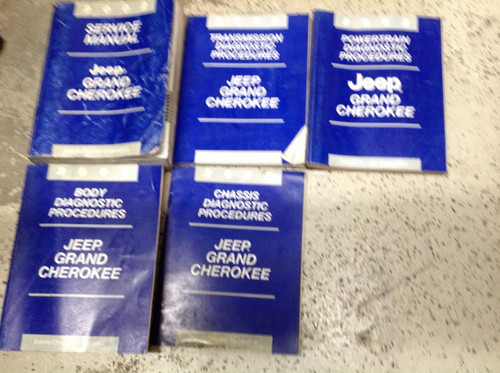 SERVICE
MANUAL
Jeep
GRAND
CHEROKEE
TRANSMISSION
DIAGNOSTIC
PROCEDURES
JEEP
GRAND
CHEROKEE
POWERTRAIN
DIAGNOSTIC
PROCEDURES
Jeep
GRAND
CHEROKEE
BODY
DIAGNOSTIC
PROCEDURES
JEEP
GRAND
CHEROKEE
CHASSIS
DIAGNOSTIC
PROCEDURES
JEEP
GRAND
CHEROKEE